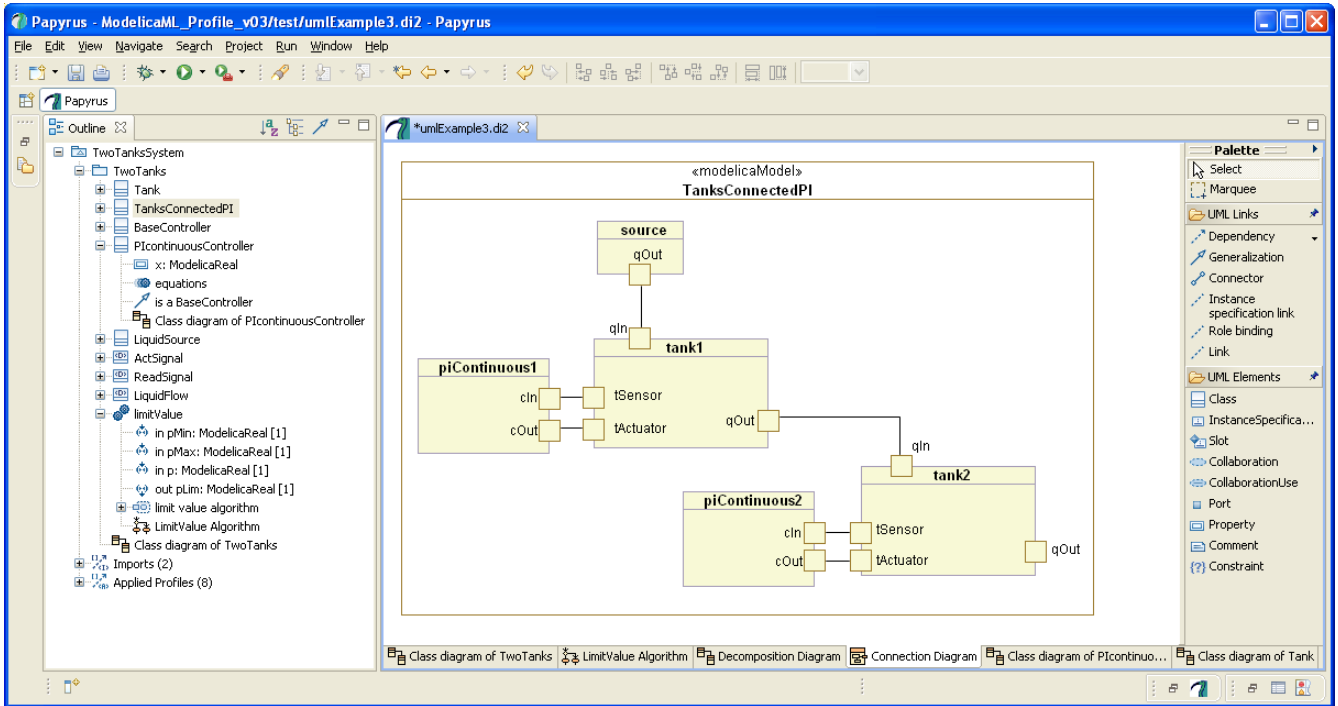 Papyrus - ModelicaML_Profile_v03/test/umlExample3.di2 - Papyrus
File Edit View Navigate Search Project Run Window Help
Papyrus
Outline
TwoTanksSystem
TwoTanks
Tank
TanksConnectedPI
BaseController
PIcontinuousController
x: ModelicaReal
equations
is a BaseController
Class diagram of PIcontinuousController
LiquidSource
ActSignal
ReadSignal
LiquidFlow
limitValue
in pMin: ModelicaReal [1]
in pMax: ModelicaReal [1]
in p: ModelicaReal [1]
out pLim: ModelicaReal [1]
limit value algorithm
LimitValue Algorithm
Class diagram of TwoTanks
Imports (2)
Applied Profiles (8)
*umlExample3.di2
«modelicaModel»
TanksConnectedPI
source
qOut
qIn
tank1
piContinuous1
cIn
tSensor
cOut
tActuator
qOut
qIn
tank2
piContinuous2
cIn
tSensor
cOut
tActuator
qOut
Palette
Select
Marquee
UML Links
Dependency
Generalization
Connector
Instance
specification link
Role binding
Link
UML Elements
Class
InstanceSpecifica...
Slot
Collaboration
CollaborationUse
Port
Property
Comment
{?} Constraint
Class diagram of TwoTanks LimitValue Algorithm Decomposition Diagram Connection Diagram Class diagram of PIcontinuo... Class diagram of Tank